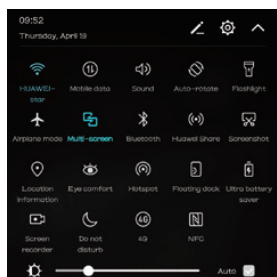 09:52
Thursday, April 19
HUAWEI- Mobile data Sound Auto-rotate Flashlight
star
Airplane mode Multi-screen Bluetooth Huawei Share Screenshot
Location Eye comfort Hotspot Floating dock Ultra battery
information saver
4G N
Screen Do not 4G NFC
recorder disturb
Auto